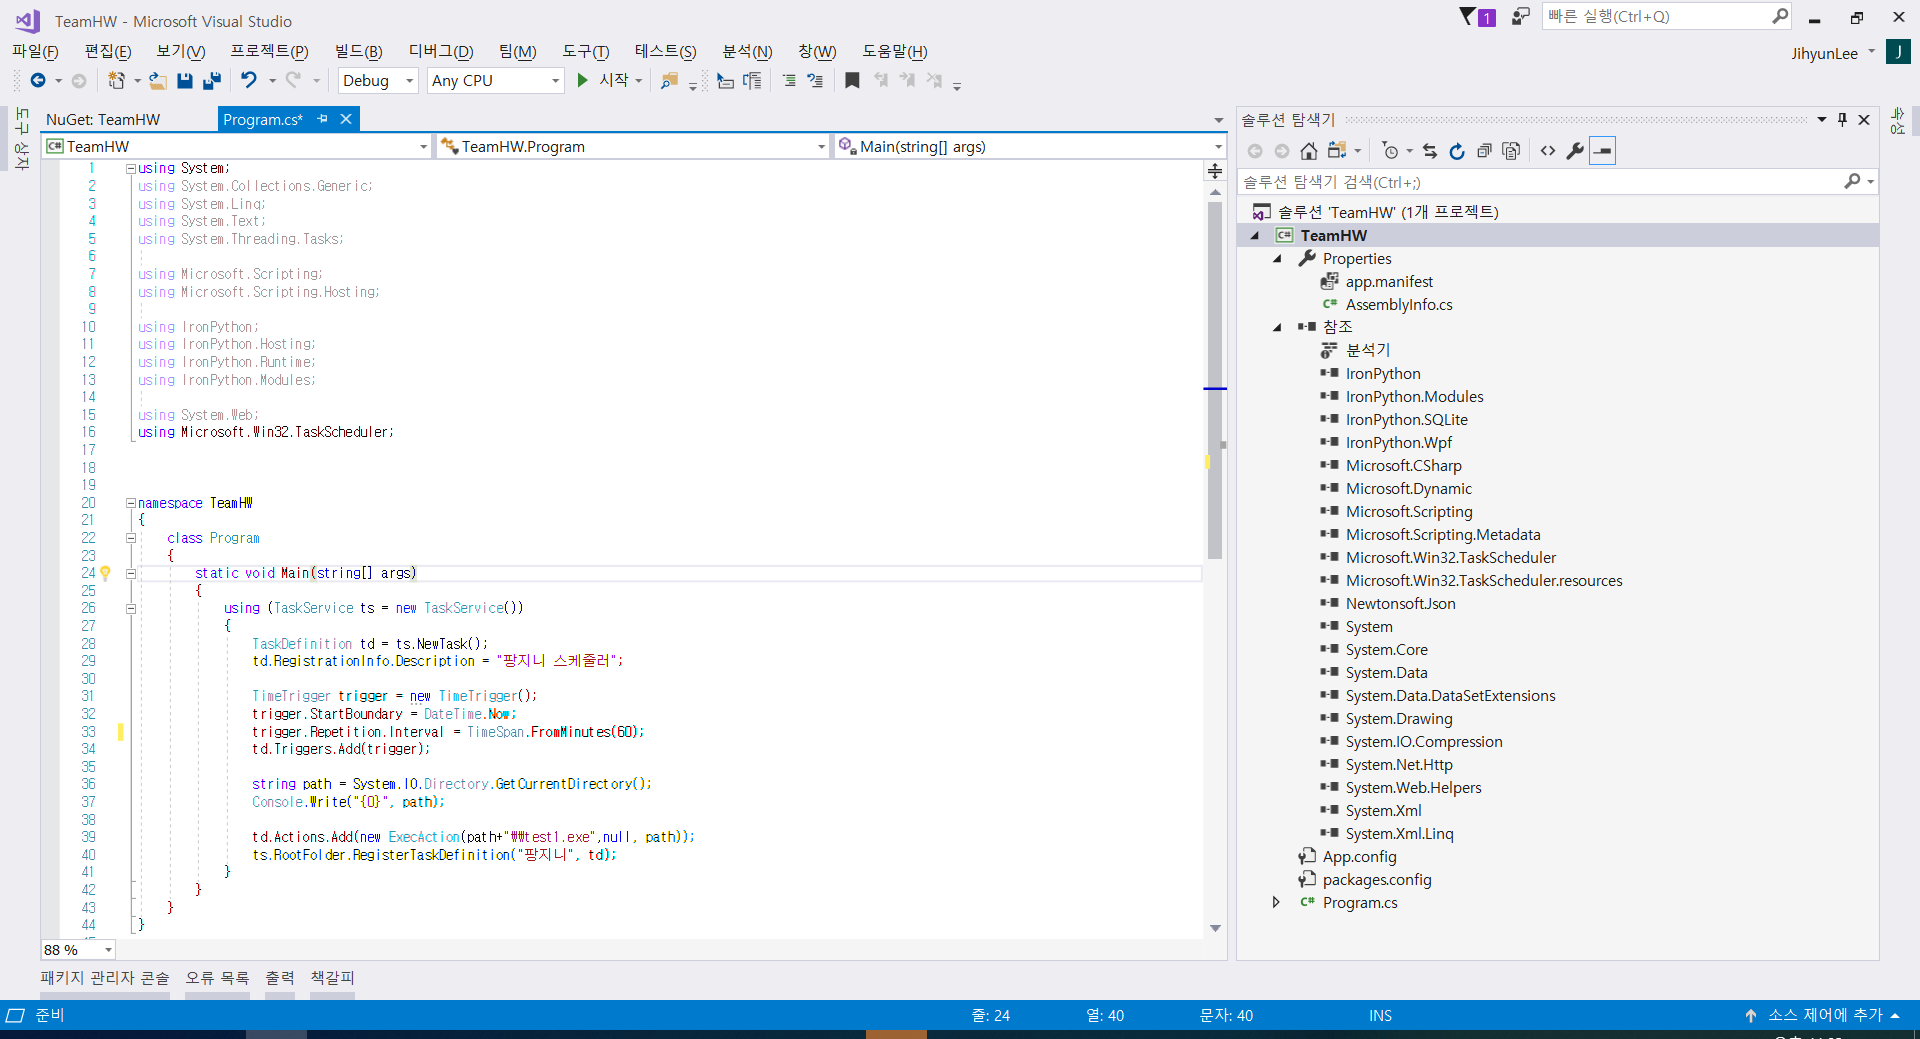 TeamHW - Microsoft Visual Studio
1
빠른 실행(Ctrl+Q)
파일(F) 편집(E) 보기(V) 프로젝트(P) 빌드(B) 디버그(D) 팀(M) 도구(T) 테스트(S) 분석(N) 창(W) 도움말(H)
JihyunLee J
Debug Any CPU 시작
도구 상자
NuGet: TeamHW Program.cs*
TeamHW TeamHW.Program Main(string[] args)
1 using System;
2 using System.Collections.Generic;
3 using System.Linq;
4 using System.Text;
5 using System.Threading.Tasks;
6
7 using Microsoft.Scripting;
8 using Microsoft.Scripting.Hosting;
9
10 using IronPython;
11 using IronPython.Hosting;
12 using IronPython.Runtime;
13 using IronPython.Modules;
14
15 using System.Web;
16 using Microsoft.Win32.TaskScheduler;
17
18
19
20 namespace TeamHW
21 {
22 class Program
23 {
24 static void Main(string[] args)
25 {
26 using (TaskService ts = new TaskService())
27 {
28 TaskDefinition td = ts.NewTask();
29 td.RegistrationInfo.Description = "팡지니 스케줄러";
30
31 TimeTrigger trigger = new TimeTrigger();
32 trigger.StartBoundary = DateTime.Now;
33 trigger.Repetition.Interval = TimeSpan.FromMinutes(60);
34 td.Triggers.Add(trigger);
35
36 string path = System.IO.Directory.GetCurrentDirectory();
37 Console.Write("{0}", path);
38
39 td.Actions.Add(new ExecAction(path+"₩₩test1.exe",null, path));
40 ts.RootFolder.RegisterTaskDefinition("팡지니", td);
41 }
42 }
43 }
44 }
88 %
솔루션 탐색기
솔루션 탐색기 검색(Ctrl+;)
솔루션 'TeamHW' (1개 프로젝트)
C# TeamHW
Properties
app.manifest
C# AssemblyInfo.cs
참조
분석기
IronPython
IronPython.Modules
IronPython.SQLite
IronPython.Wpf
Microsoft.CSharp
Microsoft.Dynamic
Microsoft.Scripting
Microsoft.Scripting.Metadata
Microsoft.Win32.TaskScheduler
Microsoft.Win32.TaskScheduler.resources
Newtonsoft.Json
System
System.Core
System.Data
System.Data.DataSetExtensions
System.Drawing
System.IO.Compression
System.Net.Http
System.Web.Helpers
System.Xml
System.Xml.Linq
App.config
packages.config
C# Program.cs
속성
패키지 관리자 콘솔 오류 목록 출력 책갈피
준비 줄: 24 열: 40 문자: 40 INS 소스 제어에 추가